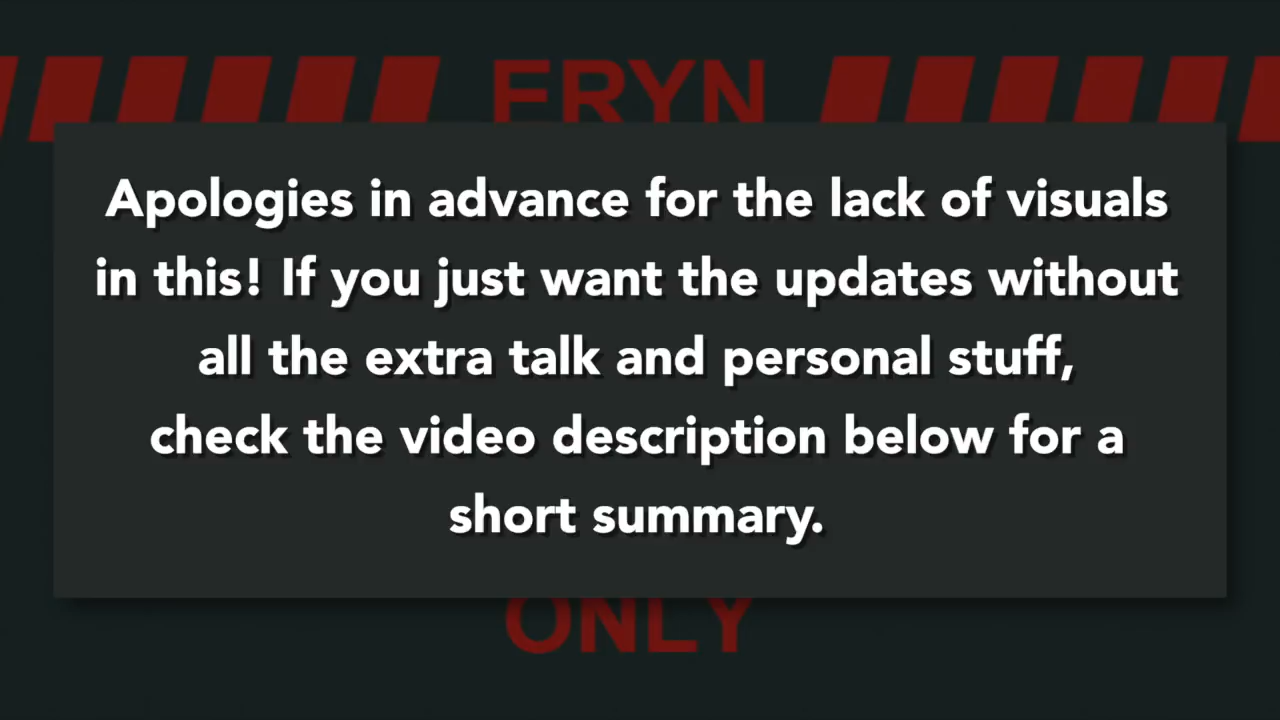 ERYN
Apologies in advance for the lack of visuals
in this! If you just want the updates without
all the extra talk and personal stuff,
check the video description below for a
short summary.
ONLY